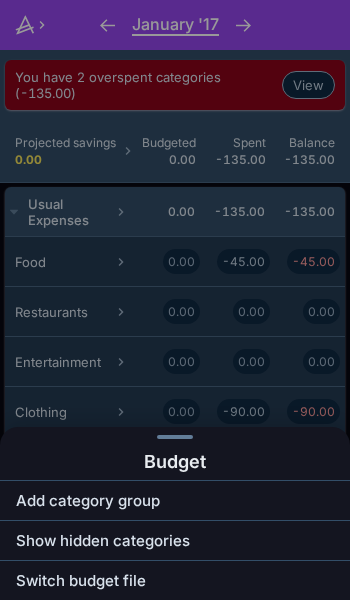 January '17
You have 2 overspent categories
(-135.00)
View
Projected savings Budgeted Spent Balance
0.00 0.00 -135.00 -135.00
Usual
Expenses
0.00 -135.00 -135.00
Food 0.00 -45.00 -45.00
Restaurants 0.00 0.00 0.00
Entertainment 0.00 0.00 0.00
Clothing 0.00 -90.00 -90.00
Budget
Add category group
Show hidden categories
Switch budget file